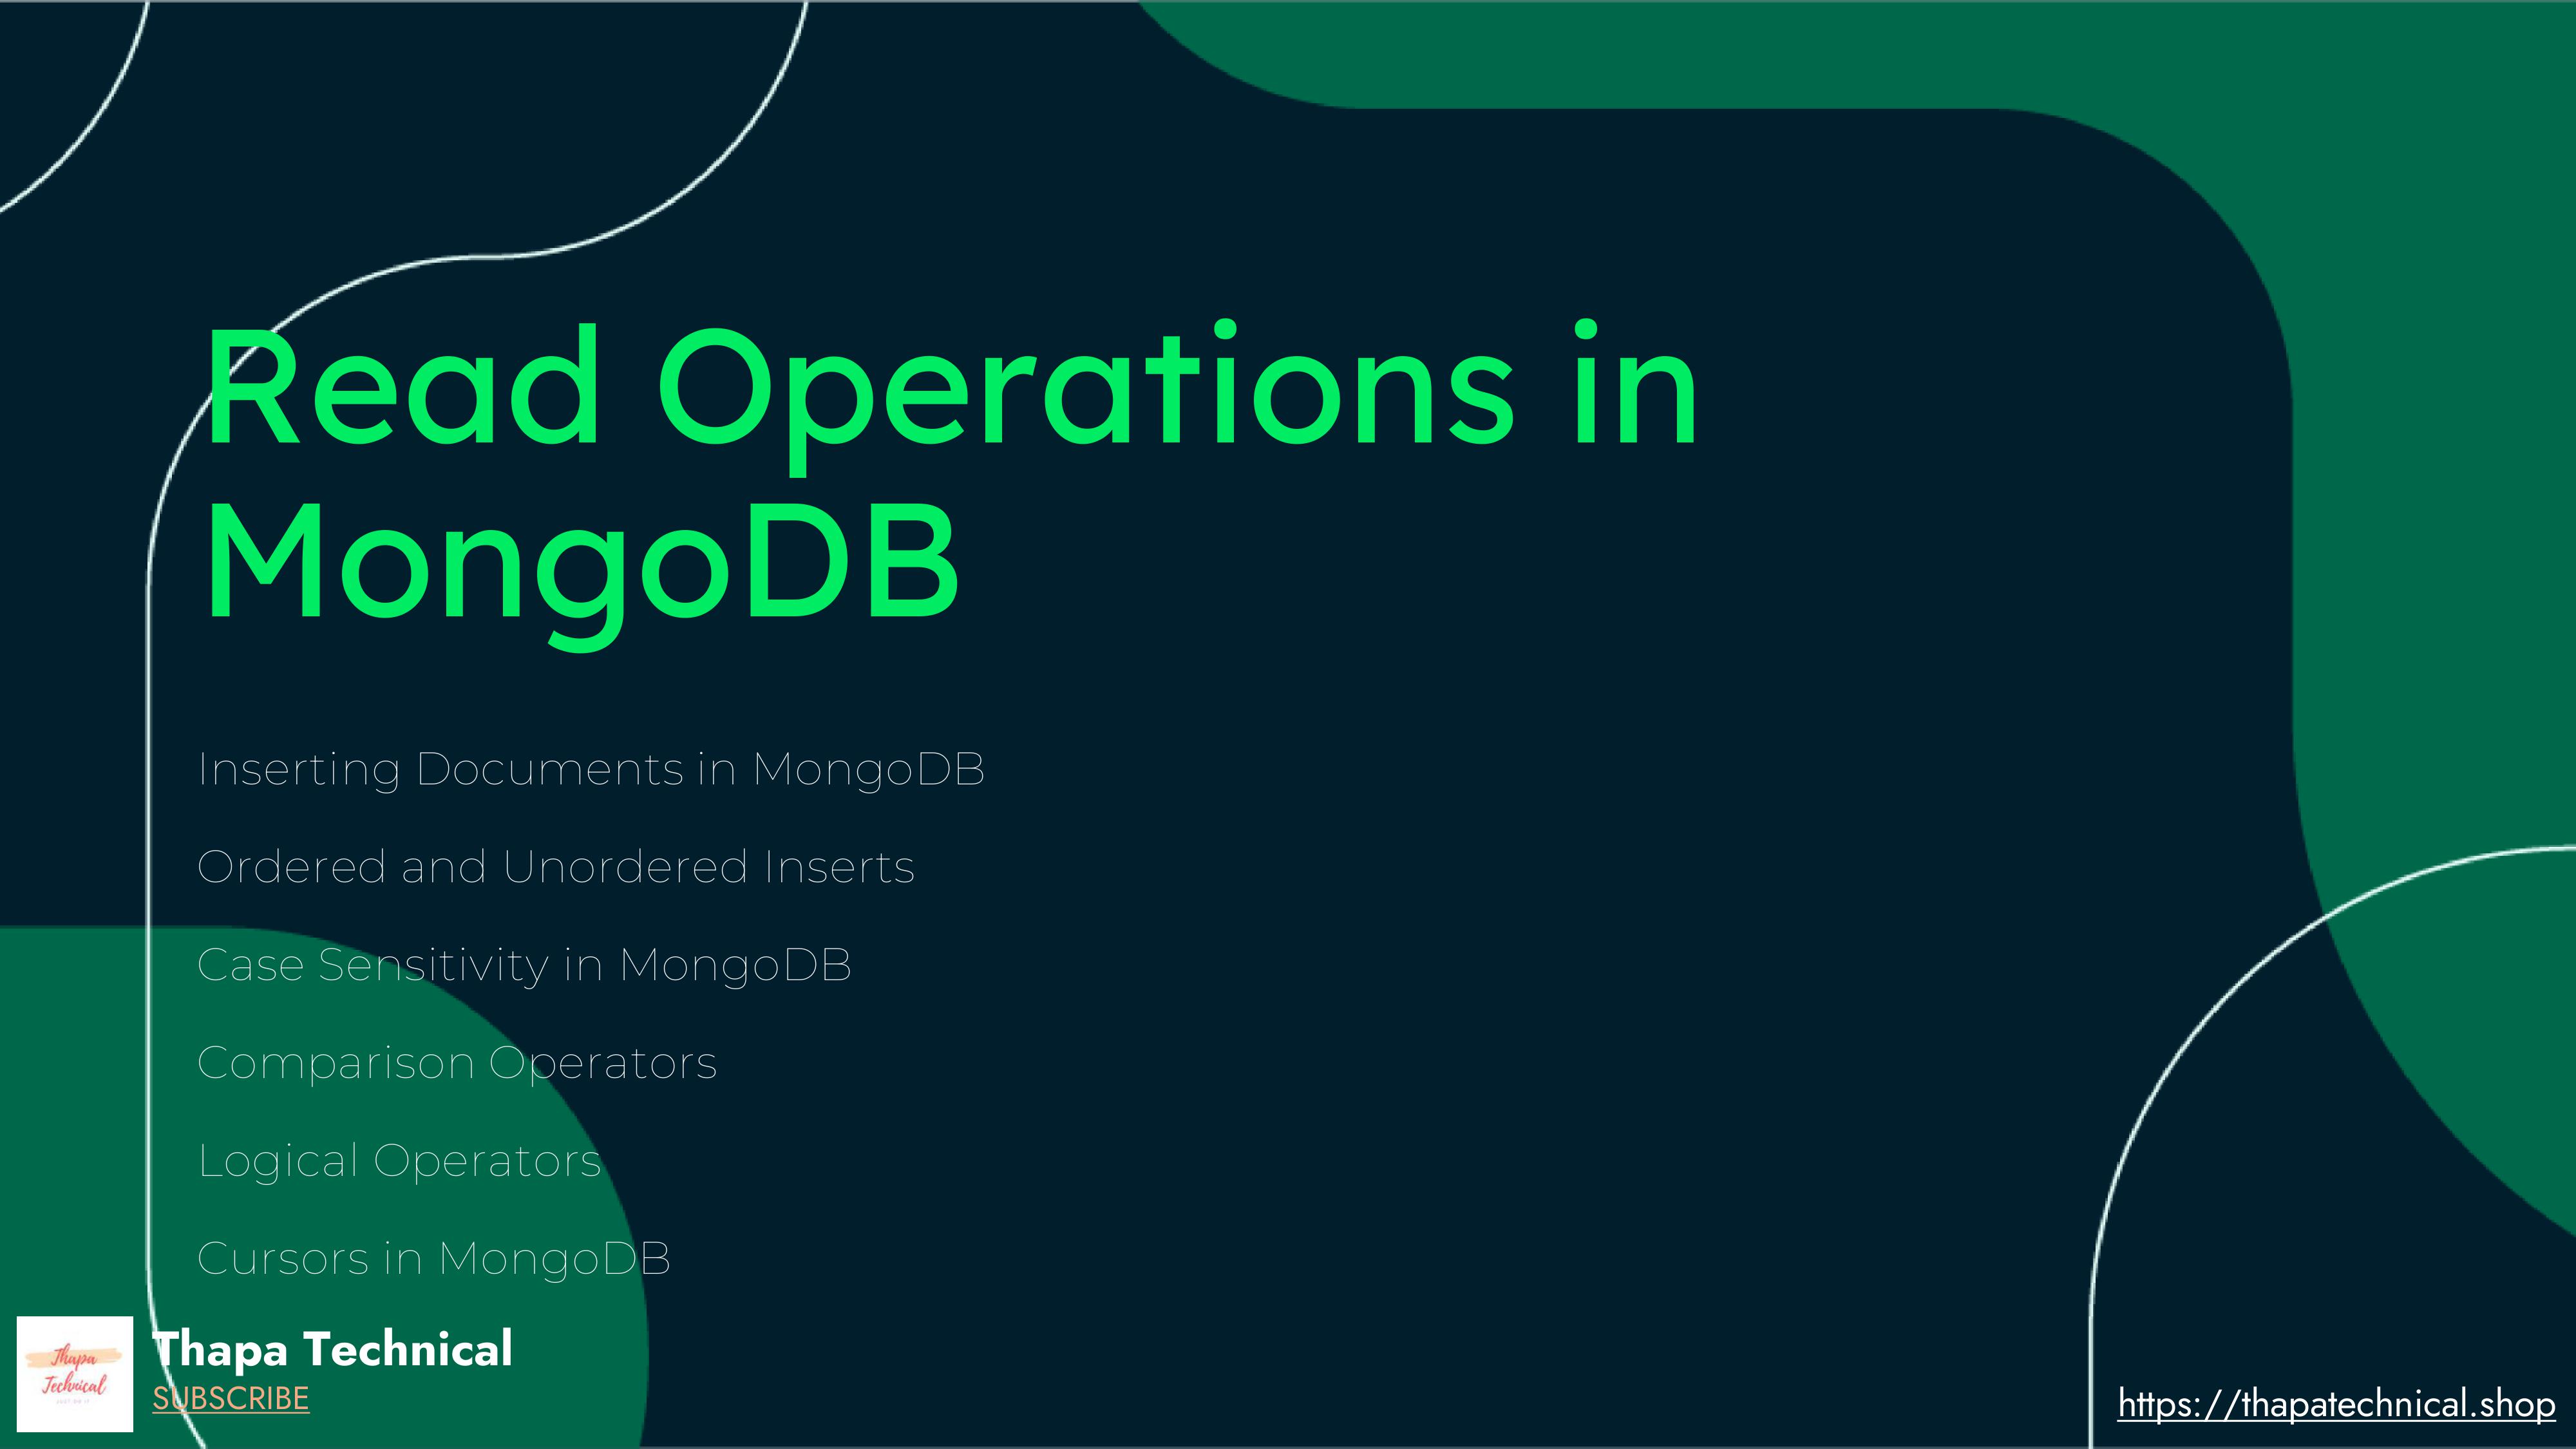 Read Operations in
MongoDB
Inserting Documents in MongoDB
Ordered and Unordered Inserts
Case Sensitivity in MongoDB
Comparison Operators
Logical Operators
Cursors in MongoDB
Thapa
Technical
Thapa Technical
SUBSCRIBE
https://thapatechnical.shop